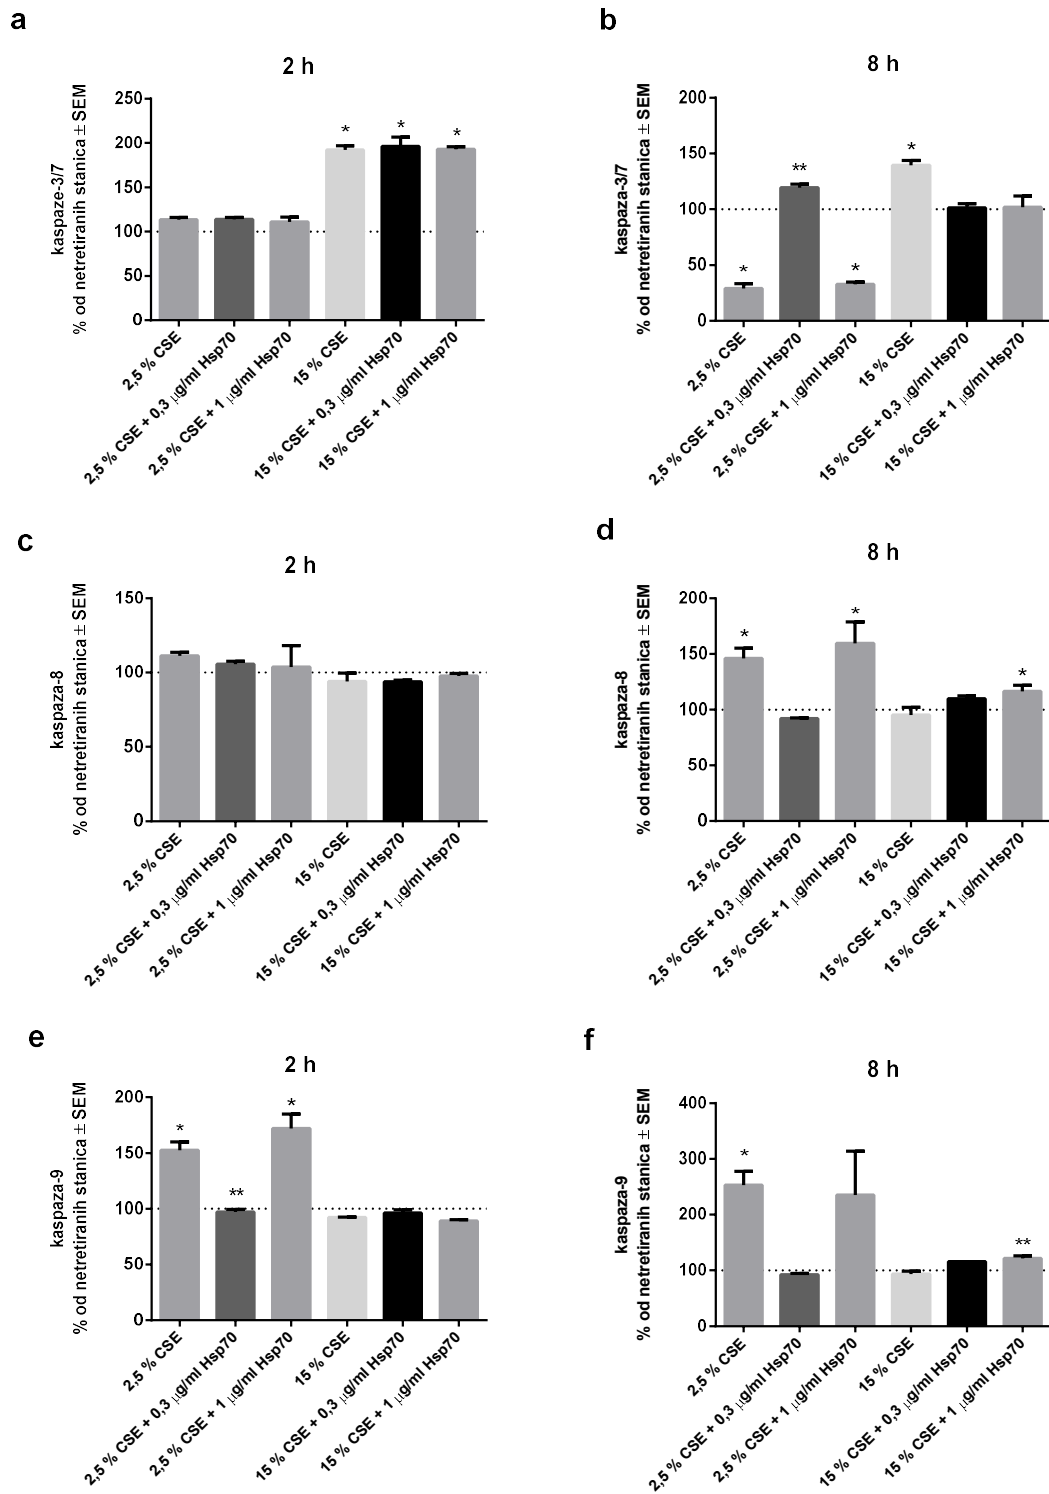 a
2 h
kaspaze-3/7
% od netretiranih stanica ± SEM
250
200
150
100
50
0
* * *
2,5 % CSE
2,5 % CSE + 0,3 µg/ml Hsp70
2,5 % CSE + 1 µg/ml Hsp70
15 % CSE
15 % CSE + 0,3 µg/ml Hsp70
15 % CSE + 1 µg/ml Hsp70
b
8 h
kaspaza-3/7
% od netretiranih stanica ± SEM
200
150
100
50
0
* ** * *
2,5 % CSE
2,5 % CSE + 0,3 µg/ml Hsp70
2,5 % CSE + 1 µg/ml Hsp70
15 % CSE
15 % CSE + 0,3 µg/ml Hsp70
15 % CSE + 1 µg/ml Hsp70
c
2 h
kaspaza-8
% od netretiranih stanica ± SEM
150
100
50
0
2,5 % CSE
2,5 % CSE + 0,3 µg/ml Hsp70
2,5 % CSE + 1 µg/ml Hsp70
15 % CSE
15 % CSE + 0,3 µg/ml Hsp70
15 % CSE + 1 µg/ml Hsp70
d
8 h
kaspaza-8
% od netretiranih stanica ± SEM
200
150
100
50
0
* * *
2,5 % CSE
2,5 % CSE + 0,3 µg/ml Hsp70
2,5 % CSE + 1 µg/ml Hsp70
15 % CSE
15 % CSE + 0,3 µg/ml Hsp70
15 % CSE + 1 µg/ml Hsp70
e
2 h
kaspaza-9
% od netretiranih stanica ± SEM
200
150
100
50
0
* ** *
2,5 % CSE
2,5 % CSE + 0,3 µg/ml Hsp70
2,5 % CSE + 1 µg/ml Hsp70
15 % CSE
15 % CSE + 0,3 µg/ml Hsp70
15 % CSE + 1 µg/ml Hsp70
f
8 h
kaspaza-9
% od netretiranih stanica ± SEM
400
300
200
100
0
* **
2,5 % CSE
2,5 % CSE + 0,3 µg/ml Hsp70
2,5 % CSE + 1 µg/ml Hsp70
15 % CSE
15 % CSE + 0,3 µg/ml Hsp70
15 % CSE + 1 µg/ml Hsp70